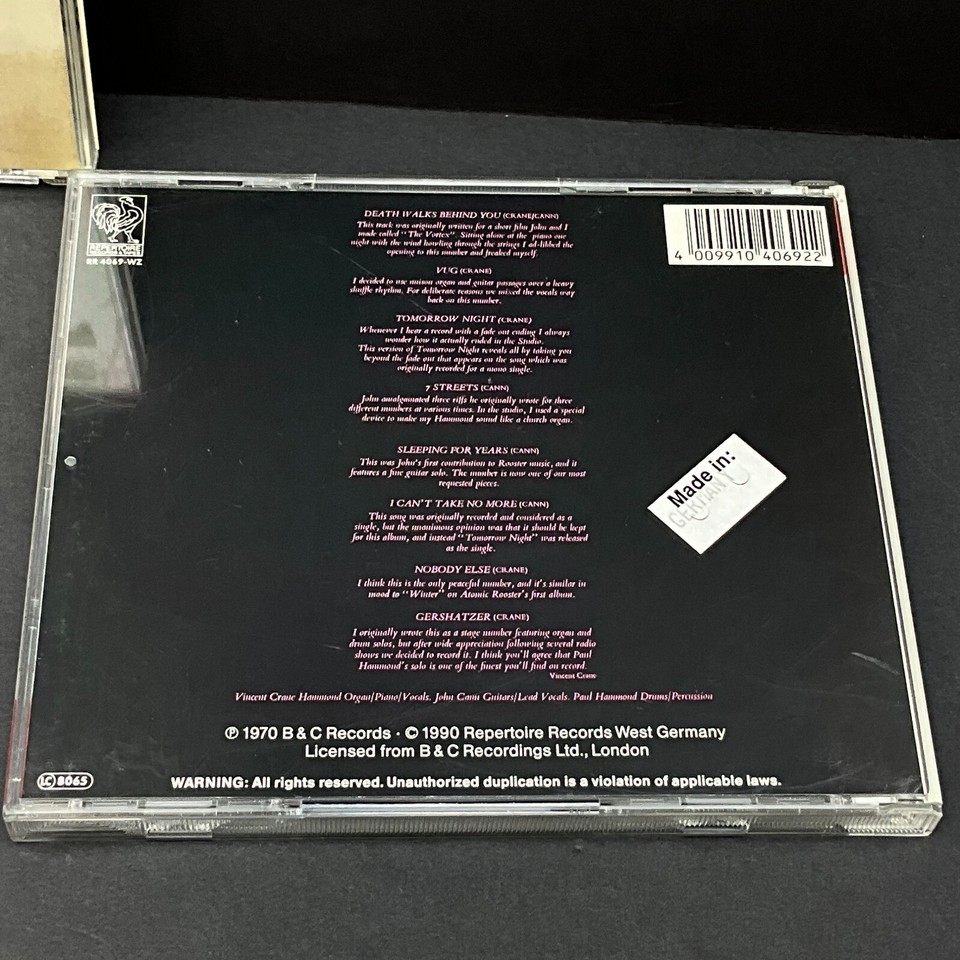 REPERTOIRE
RR 4069-WZ
DEATH WALKS BEHIND YOU (CRANE/CANN)
This track was originally written for a short film John and I
made called "The Vortex". Sitting alone at the piano one
night with the wind howling through the strings I ad-libbed the
opening to this number and freaked myself.
4 009910 406922
VUG (CRANE)
I decided to use unison organ and guitar passages over a heavy
shuffle rhythm. For deliberate reasons we mixed the vocals way
back on this number.
TOMORROW NIGHT (CRANE)
Whenever I hear a record with a fade out ending I always
wonder how it actually ended in the Studio.
This version of Tomorrow Night reveals all by taking you
beyond the fade out that appears on the song which was
originally recorded for a mono single.
7 STREETS (CANN)
John amalgamated three riffs he originally wrote for three
different numbers at various times. In the studio, I used a special
device to make my Hammond sound like a church organ.
SLEEPING FOR YEARS (CANN)
This was John's first contribution to Rooster music, and it
features a fine guitar solo. The number is now one of our most
requested pieces.
Made in:
GERMANY
I CAN'T TAKE NO MORE (CANN)
This song was originally recorded and considered as a
single, but the unanimous opinion was that it should be kept
for this album, and instead "Tomorrow Night" was released
as the single.
NOBODY ELSE (CRANE)
I think this is the only peaceful number, and it's similar in
mood to "Winter" on Atomic Rooster's first album.
GERSHATZER (CRANE)
I originally wrote this as a stage number featuring organ and
drum solos, but after wide appreciation following several radio
shows we decided to record it. I think you'll agree that Paul
Hammond's solo is one of the finest you'll find on record.
Vincent Crane
Vincent Crane Hammond Organ/Piano/Vocals. John Cann Guitars/Lead Vocals. Paul Hammond Drums/Percussion
℗ 1970 B & C Records · © 1990 Repertoire Records West Germany
Licensed from B & C Recordings Ltd., London
LC 8065
WARNING: All rights reserved. Unauthorized duplication is a violation of applicable laws.